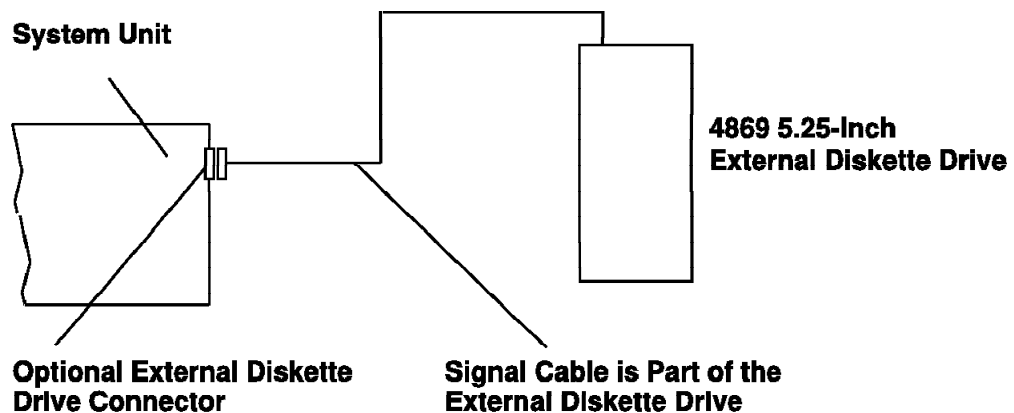 System Unit
4869 5.25-Inch
External Diskette Drive
Optional External Diskette
Drive Connector
Signal Cable is Part of the
External Diskette Drive